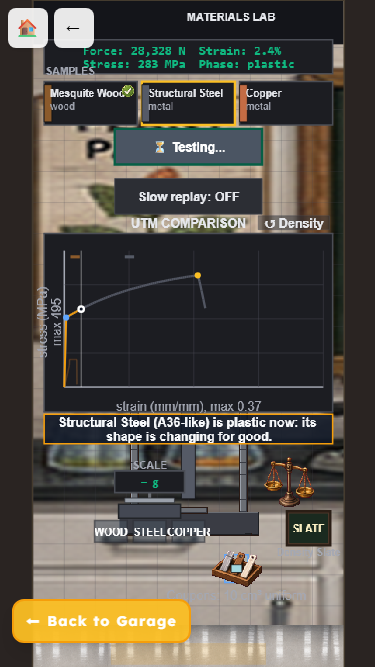 MATERIALS LAB
Force: 28,328 N Strain: 2.4%
Stress: 283 MPa Phase: plastic
SAMPLES
Mesquite Wood
wood
Structural Steel
metal
Copper
metal
⏳ Testing...
Slow replay: OFF
UTM COMPARISON
↺ Density
stress (MPa)
max 495
strain (mm/mm), max 0.37
Structural Steel (A36-like) is plastic now: its
shape is changing for good.
SCALE
– g
WOOD STEEL COPPER
SLATE
← Back to Garage